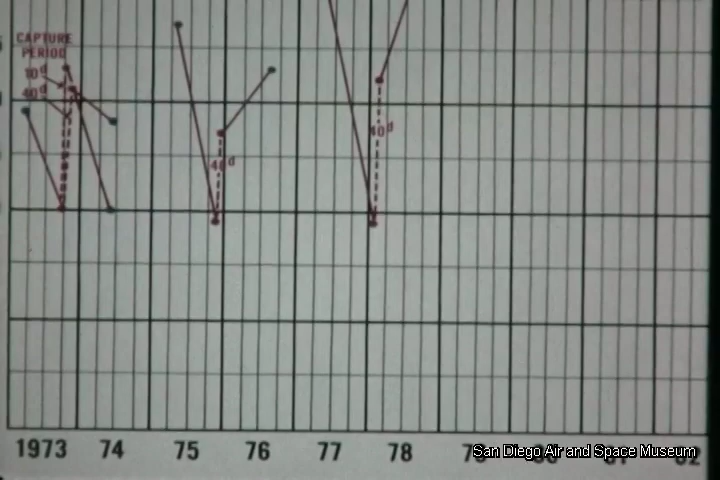 CAPTURE
PERIOD
10d
40d
40d
40d
1973 74 75 76 77 78
San Diego Air and Space Museum